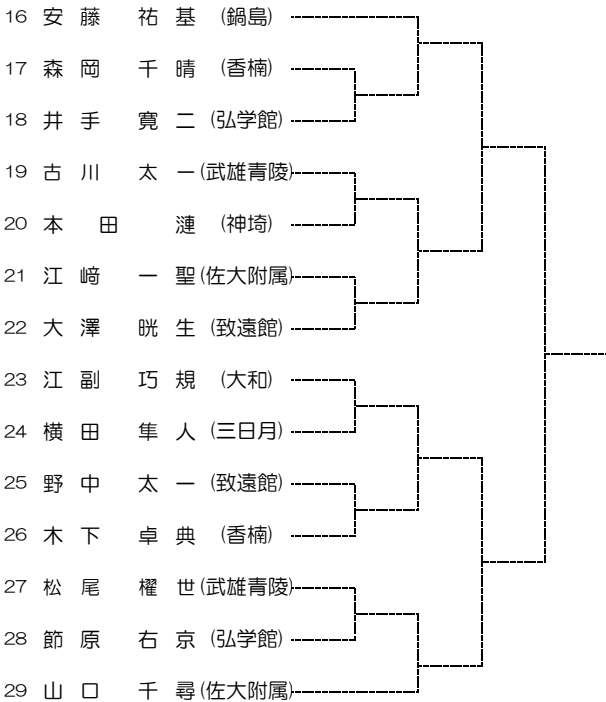 16 安藤 祐基 (鍋島)
17 森岡 千晴 (香楠)
18 井手 寛二 (弘学館)
19 古川 太一 (武雄青陵)
20 本田 漣 (神埼)
21 江﨑 一聖 (佐大附属)
22 大澤 晄生 (致遠館)
23 江副 巧規 (大和)
24 横田 隼人 (三日月)
25 野中 太一 (致遠館)
26 木下 卓典 (香楠)
27 松尾 櫂世 (武雄青陵)
28 節原 右京 (弘学館)
29 山口 千尋 (佐大附属)